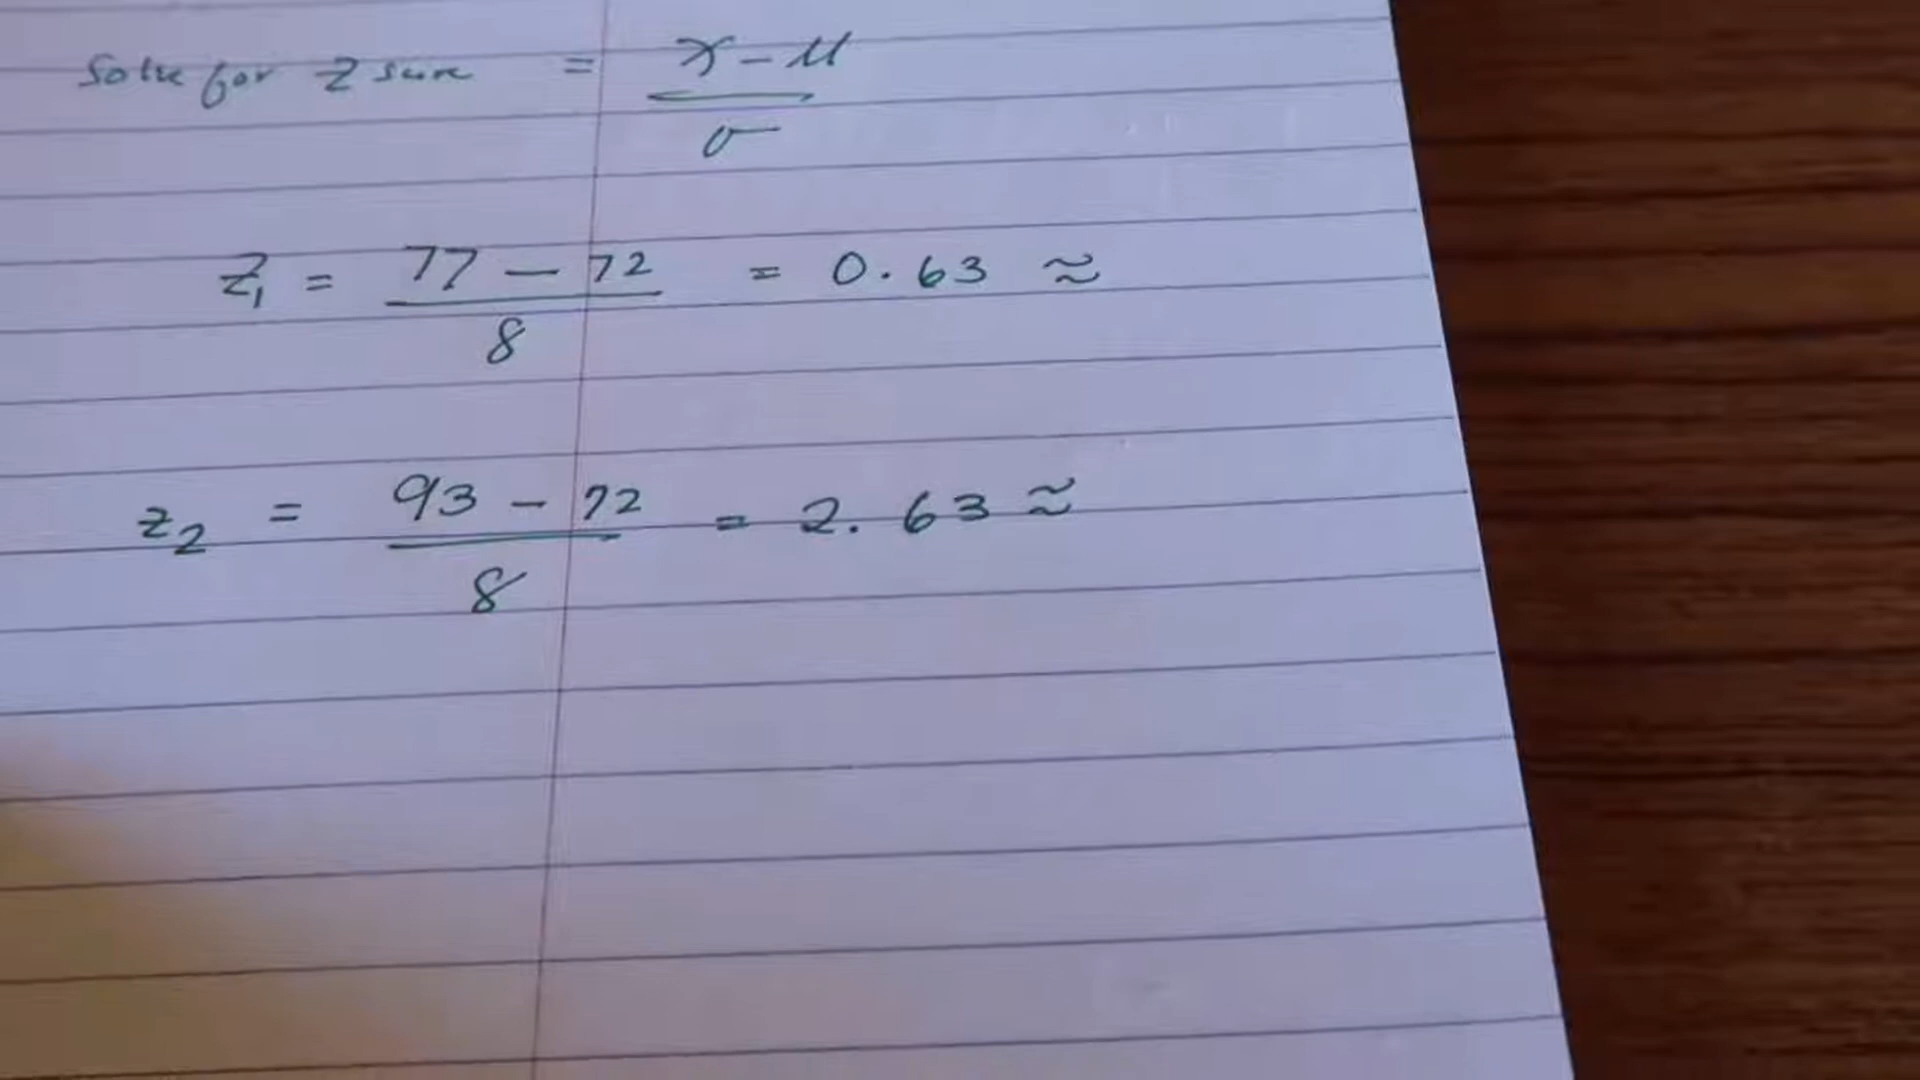 Solve for Z score = x - μ / σ
Z₁ = 77 - 72 / 8 = 0.63 ≈
z₂ = 93 - 72 / 8 = 2.63 ≈